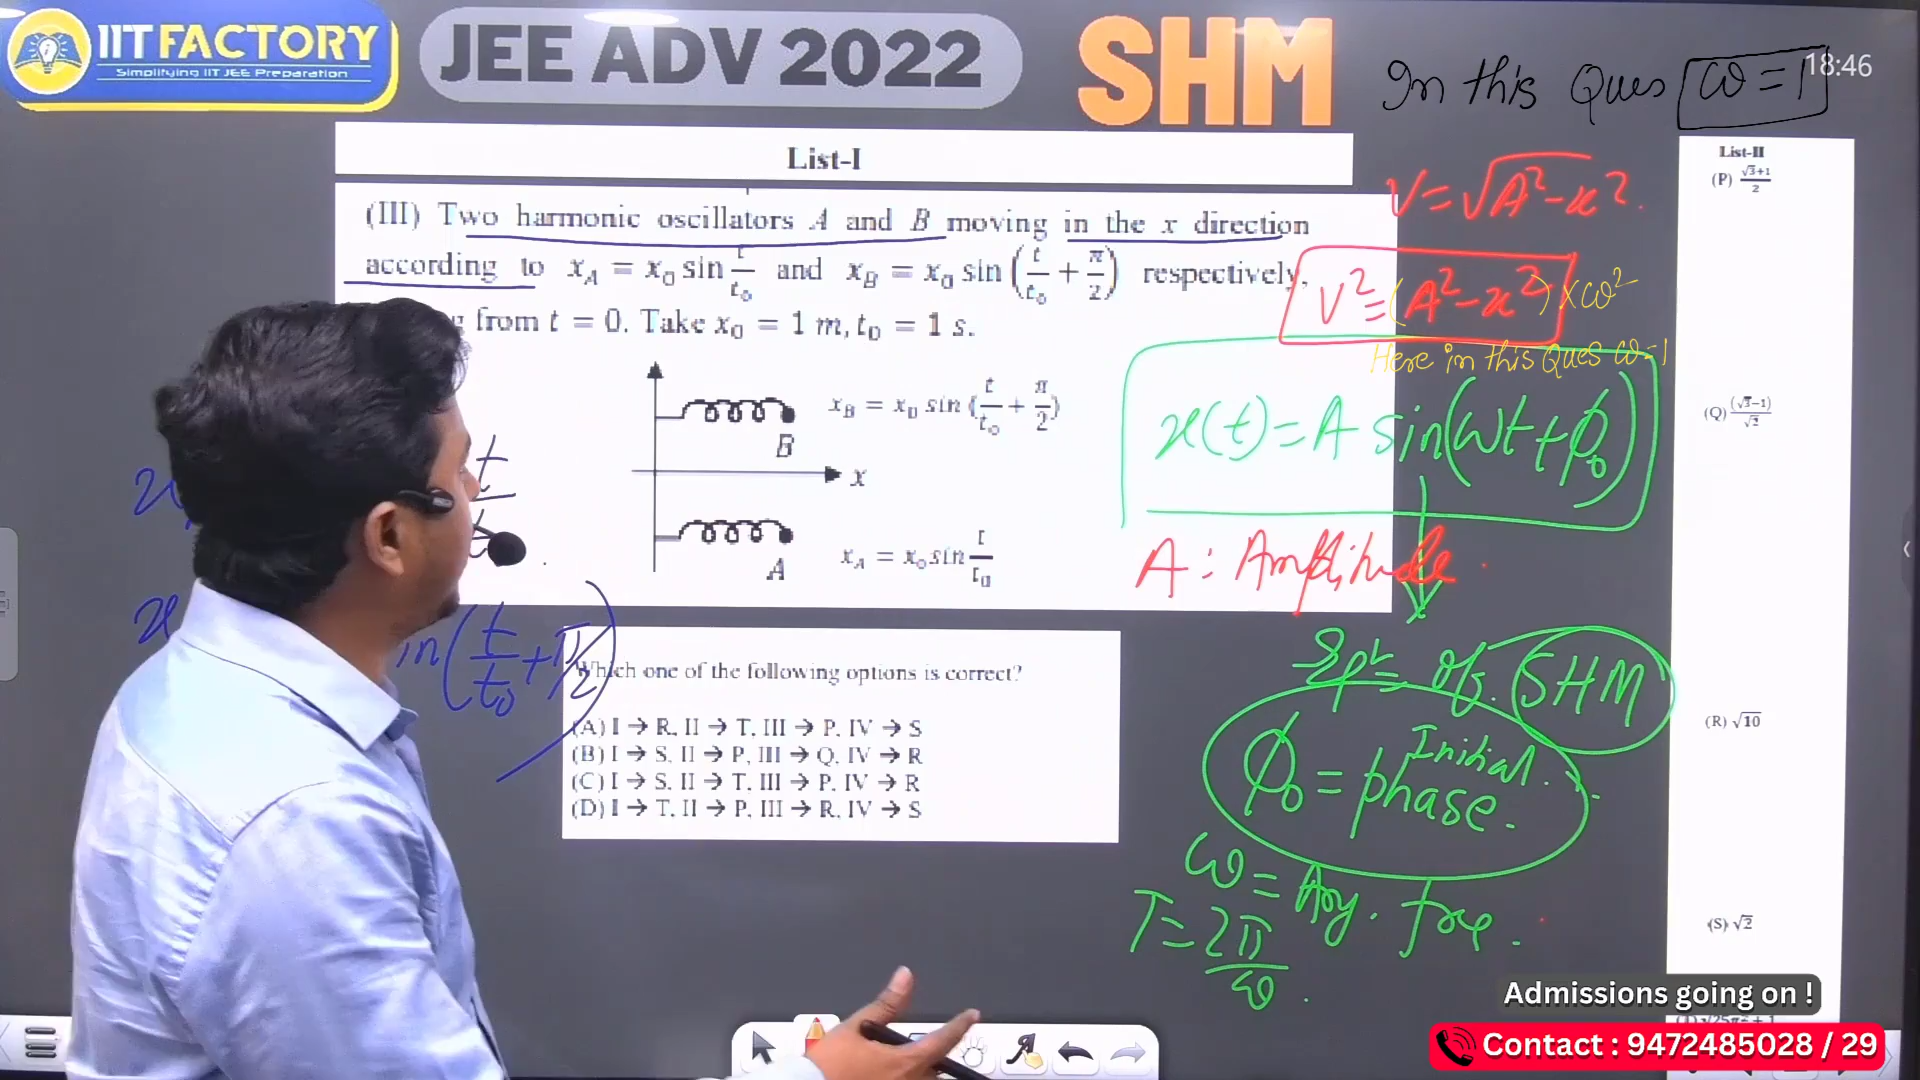 IIT FACTORY
Simplifying IIT JEE Preparation
JEE ADV 2022
SHM
In this Ques ω = 1
18:46
List-I
(III) Two harmonic oscillators A and B moving in the x direction
according to x_A = x_0 sin t/t_0 and x_B = x_0 sin (t/t_0 + π/2) respectively,
from t = 0. Take x_0 = 1 m, t_0 = 1 s.
x_B = x_0 sin (t/t_0 + π/2)
B
x
x_A = x_0 sin t/t_0
A
t
in(t/t_0 + π/2)
Which one of the following options is correct?
(A) I → R, II → T, III → P, IV → S
(B) I → S, II → P, III → Q, IV → R
(C) I → S, II → T, III → P, IV → R
(D) I → T, II → P, III → R, IV → S
V = √A² - x².
V² = (A² - x²) × ω²
Here in this Ques ω = 1
x(t) = A sin(ωt + φ_0)
A : Amplitude.
of SHM
φ_0 = Initial phase.
ω = Ang. freq.
T = 2π/ω.
List-II
(P) √3+1/2
(Q) (√3-1)/√2
(R) √10
(S) √2
Admissions going on !
Contact : 9472485028 / 29